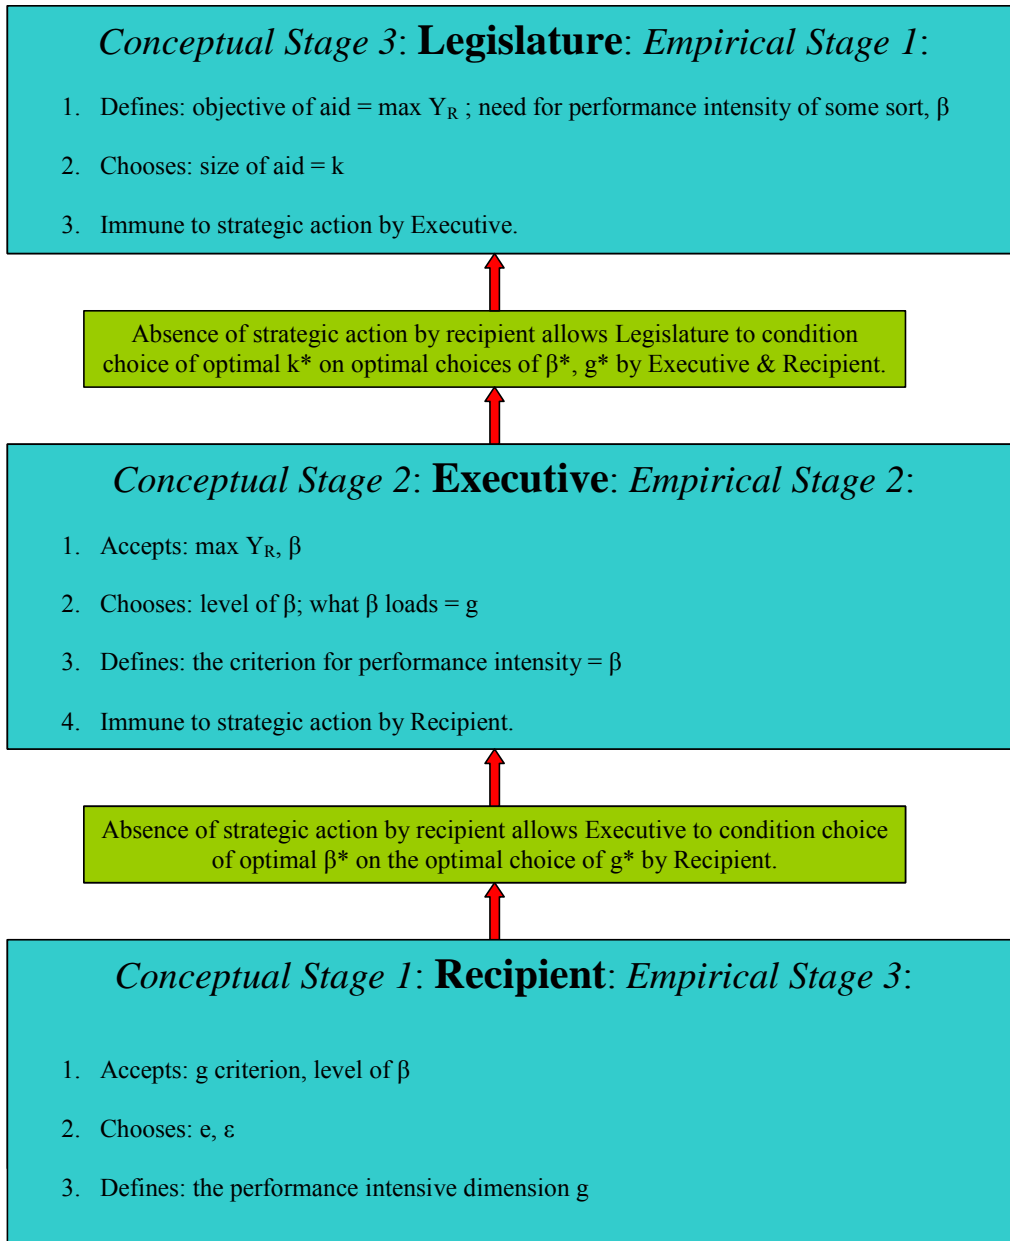 Conceptual Stage 3: Legislature: Empirical Stage 1:
1. Defines: objective of aid = max Y_R ; need for performance intensity of some sort, β
2. Chooses: size of aid = k
3. Immune to strategic action by Executive.
Absence of strategic action by recipient allows Legislature to condition
choice of optimal k* on optimal choices of β*, g* by Executive & Recipient.
Conceptual Stage 2: Executive: Empirical Stage 2:
1. Accepts: max Y_R, β
2. Chooses: level of β; what β loads = g
3. Defines: the criterion for performance intensity = β
4. Immune to strategic action by Recipient.
Absence of strategic action by recipient allows Executive to condition choice
of optimal β* on the optimal choice of g* by Recipient.
Conceptual Stage 1: Recipient: Empirical Stage 3:
1. Accepts: g criterion, level of β
2. Chooses: e, ε
3. Defines: the performance intensive dimension g